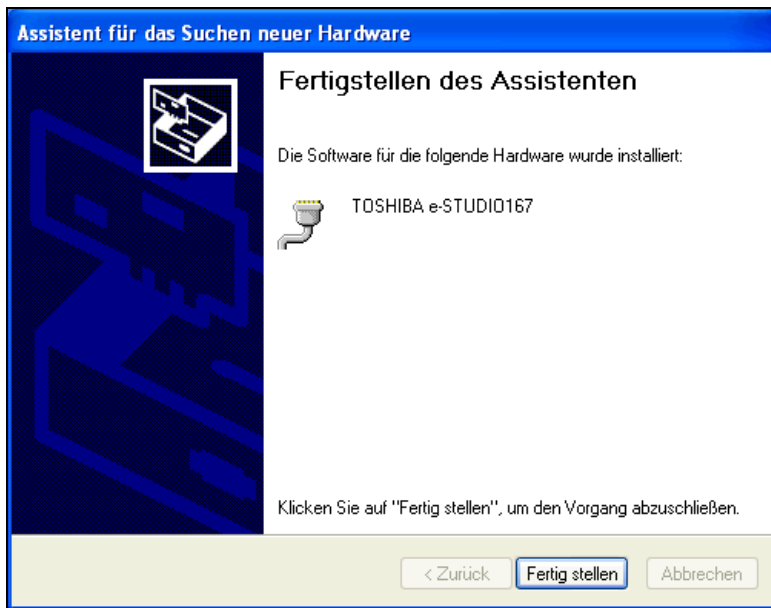 Assistent für das Suchen neuer Hardware
Fertigstellen des Assistenten
Die Software für die folgende Hardware wurde installiert:
TOSHIBA e-STUDIO167
Klicken Sie auf "Fertig stellen", um den Vorgang abzuschließen.
< Zurück Fertig stellen Abbrechen